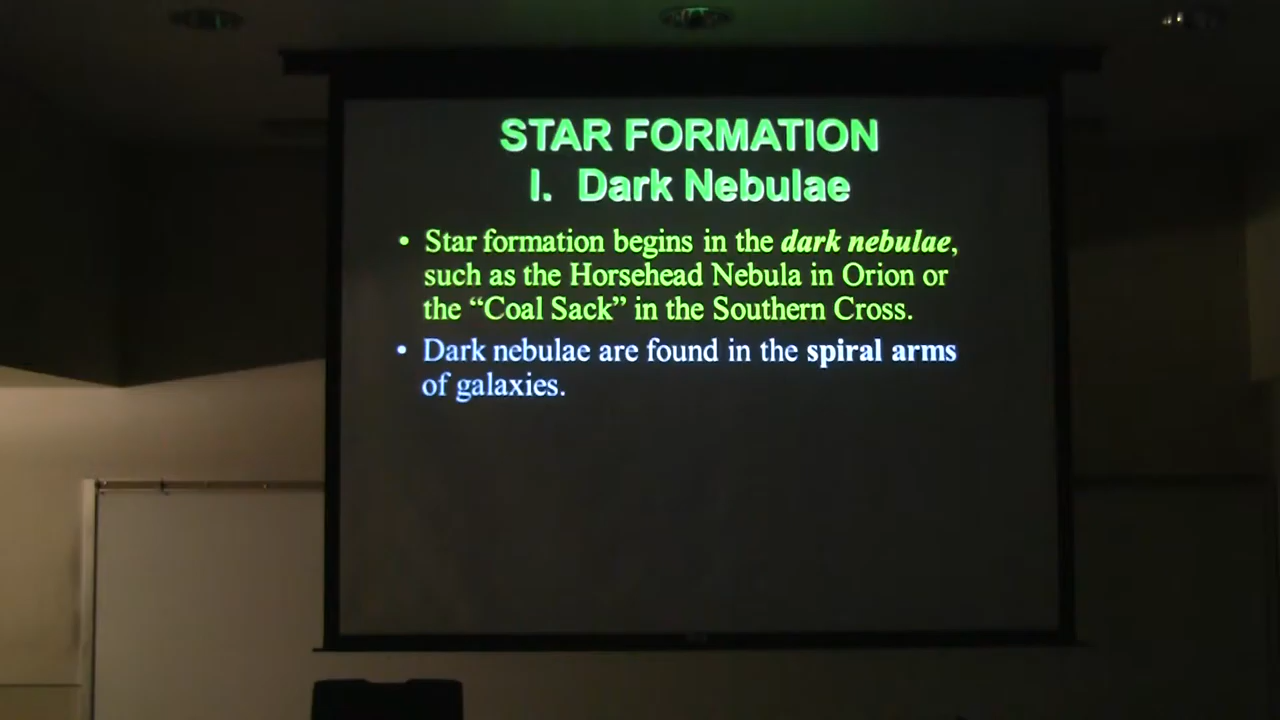 STAR FORMATION
I. Dark Nebulae
• Star formation begins in the dark nebulae,
such as the Horsehead Nebula in Orion or
the “Coal Sack” in the Southern Cross.
• Dark nebulae are found in the spiral arms
of galaxies.